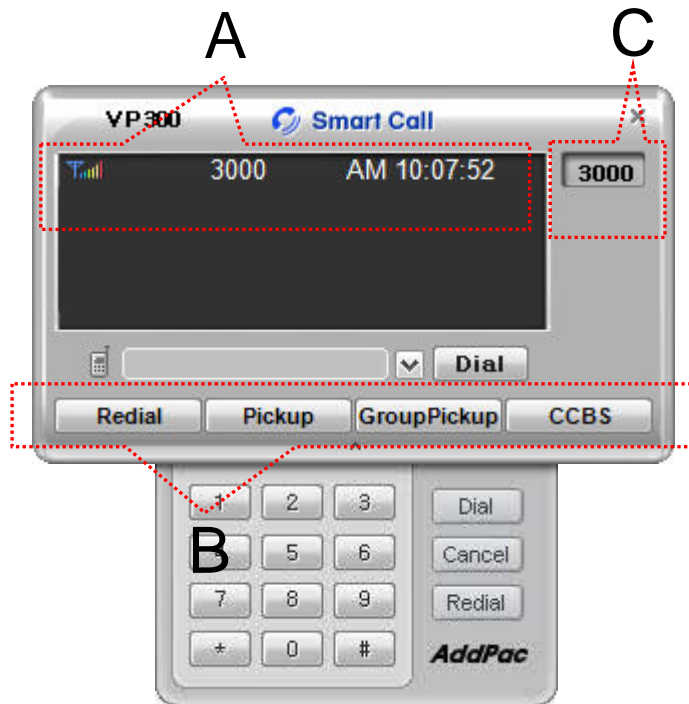 A
C
VP300
Smart Call
×
3000 AM 10:07:52
3000
Dial
Redial Pickup GroupPickup CCBS
1 2 3 Dial
B
5 6 Cancel
7 8 9 Redial
* 0 #
AddPac